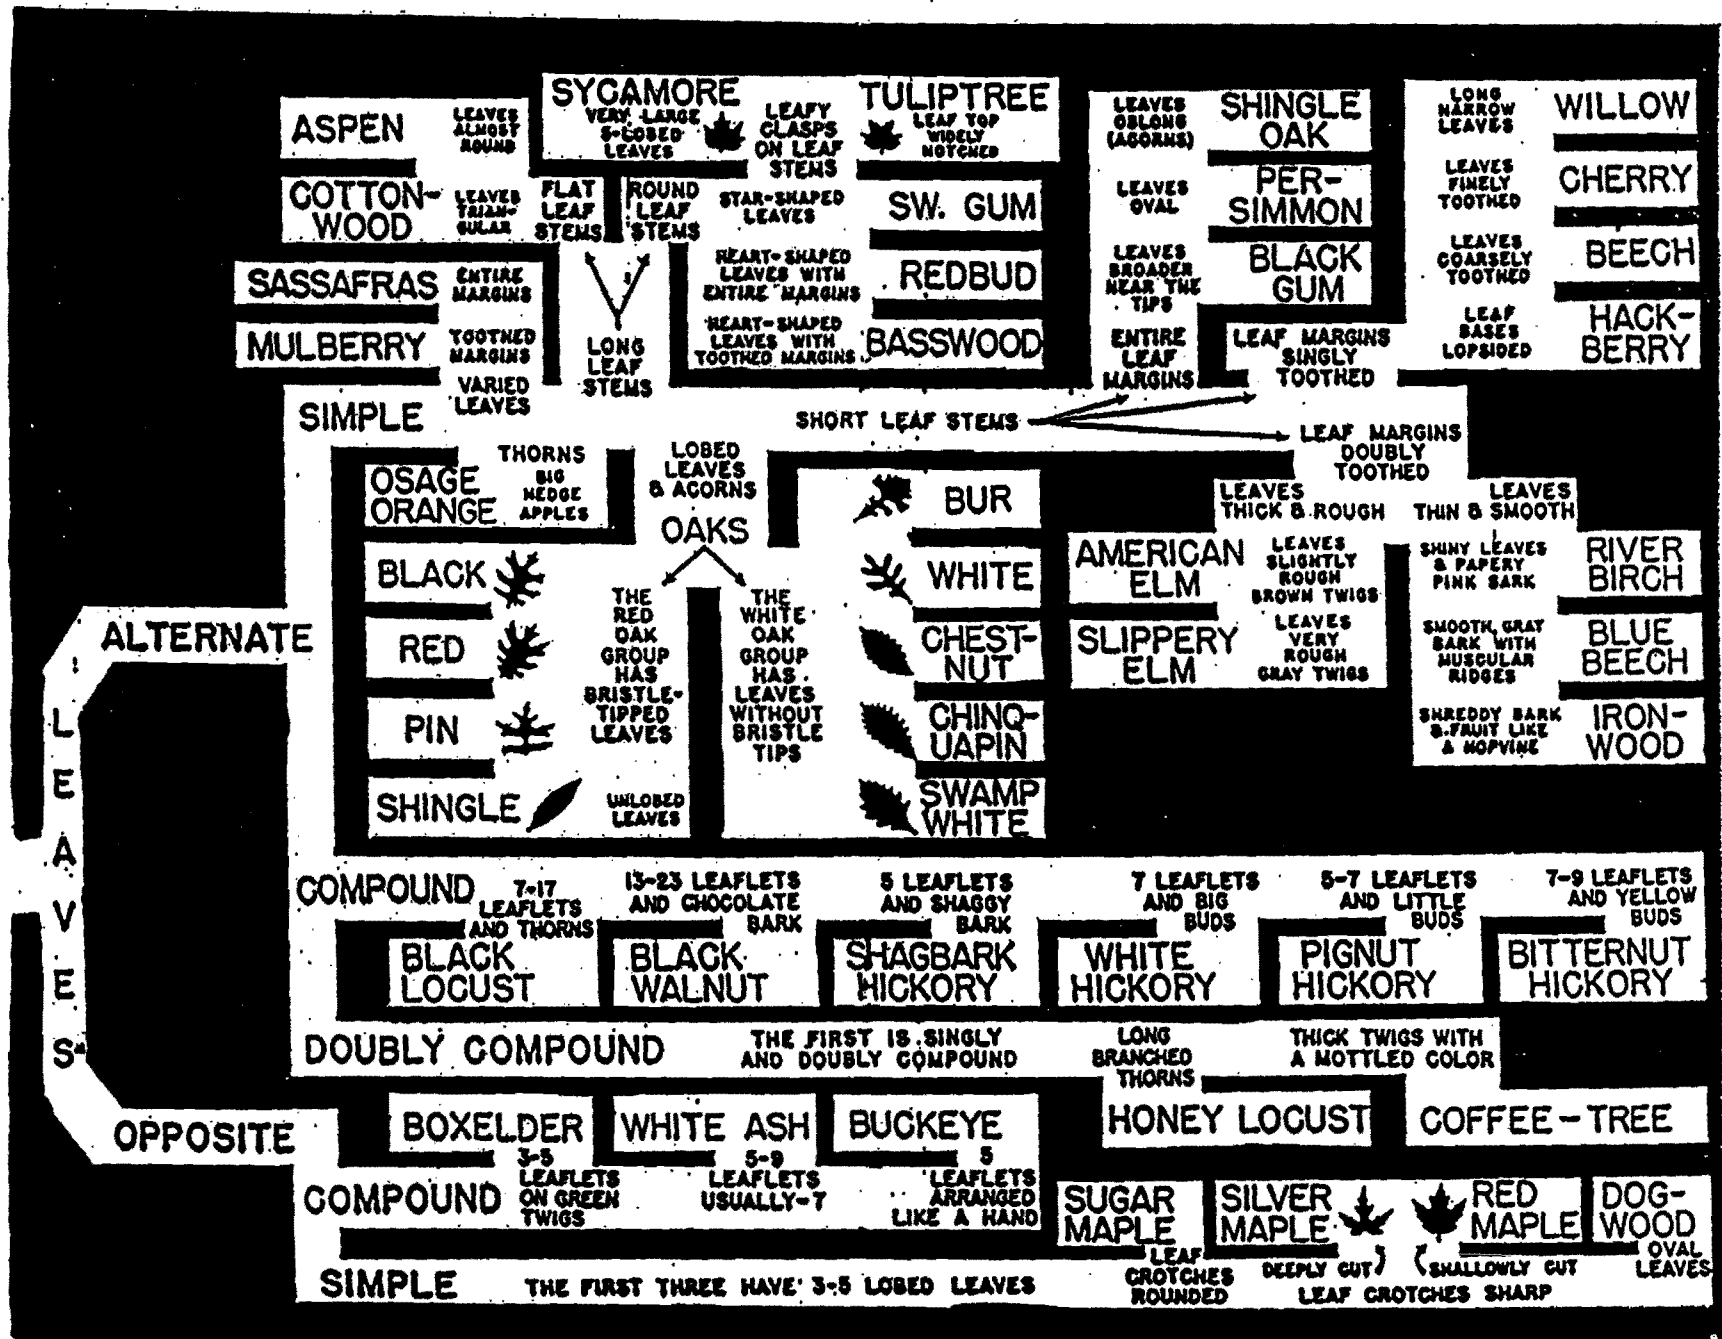 SYCAMORE
VERY LARGE
5-LOBED
LEAVES
LEAFY
CLASPS
ON LEAF
STEMS
TULIPTREE
LEAF TOP
WIDELY
NOTCHED
ASPEN
LEAVES
ALMOST
ROUND
COTTON-
WOOD
LEAVES
TRIAN-
GULAR
FLAT
LEAF
STEMS
ROUND
LEAF
STEMS
STAR-SHAPED
LEAVES
SW. GUM
HEART-SHAPED
LEAVES WITH
ENTIRE MARGINS
REDBUD
HEART-SHAPED
LEAVES WITH
TOOTHED MARGINS
BASSWOOD
SASSAFRAS
ENTIRE
MARGINS
MULBERRY
TOOTHED
MARGINS
VARIED
LEAVES
LONG
LEAF
STEMS
LEAVES
OBLONG
(ACORNS)
SHINGLE
OAK
LEAVES
OVAL
PER-
SIMMON
LEAVES
BROADER
NEAR THE
TIPS
BLACK
GUM
ENTIRE
LEAF
MARGINS
LONG
NARROW
LEAVES
WILLOW
LEAVES
FINELY
TOOTHED
CHERRY
LEAVES
COARSELY
TOOTHED
BEECH
LEAF
BASES
LOPSIDED
HACK-
BERRY
LEAF MARGINS
SINGLY
TOOTHED
SIMPLE
SHORT LEAF STEMS
LEAF MARGINS
DOUBLY
TOOTHED
THORNS
OSAGE
ORANGE
BIG
HEDGE
APPLES
LOBED
LEAVES
& ACORNS
OAKS
BLACK
RED
PIN
SHINGLE
THE
RED
OAK
GROUP
HAS
BRISTLE-
TIPPED
LEAVES
UNLOBED
LEAVES
THE
WHITE
OAK
GROUP
HAS
LEAVES
WITHOUT
BRISTLE
TIPS
BUR
WHITE
CHEST-
NUT
CHINQ-
UAPIN
SWAMP
WHITE
LEAVES
THICK & ROUGH
LEAVES
THIN & SMOOTH
AMERICAN
ELM
LEAVES
SLIGHTLY
ROUGH
BROWN TWIGS
SLIPPERY
ELM
LEAVES
VERY
ROUGH
GRAY TWIGS
SHINY LEAVES
& PAPERY
PINK BARK
RIVER
BIRCH
SMOOTH, GRAY
BARK WITH
MUSCULAR
RIDGES
BLUE
BEECH
SHREDDY BARK
& FRUIT LIKE
A HOPVINE
IRON-
WOOD
ALTERNATE
LEAVES
OPPOSITE
COMPOUND
7-17
LEAFLETS
AND THORNS
BLACK
LOCUST
13-23 LEAFLETS
AND CHOCOLATE
BARK
BLACK
WALNUT
5 LEAFLETS
AND SHAGGY
BARK
SHAGBARK
HICKORY
7 LEAFLETS
AND BIG
BUDS
WHITE
HICKORY
5-7 LEAFLETS
AND LITTLE
BUDS
PIGNUT
HICKORY
7-9 LEAFLETS
AND YELLOW
BUDS
BITTERNUT
HICKORY
DOUBLY COMPOUND
THE FIRST IS SINGLY
AND DOUBLY COMPOUND
LONG
BRANCHED
THORNS
HONEY LOCUST
THICK TWIGS WITH
A MOTTLED COLOR
COFFEE-TREE
BOXELDER
WHITE ASH
BUCKEYE
COMPOUND
3-5
LEAFLETS
ON GREEN
TWIGS
5-9
LEAFLETS
USUALLY-7
5
LEAFLETS
ARRANGED
LIKE A HAND
SUGAR
MAPLE
LEAF
CROTCHES
ROUNDED
SILVER
MAPLE
DEEPLY CUT
RED
MAPLE
SHALLOWLY CUT
LEAF CROTCHES SHARP
DOG-
WOOD
OVAL
LEAVES
SIMPLE
THE FIRST THREE HAVE 3-5 LOBED LEAVES